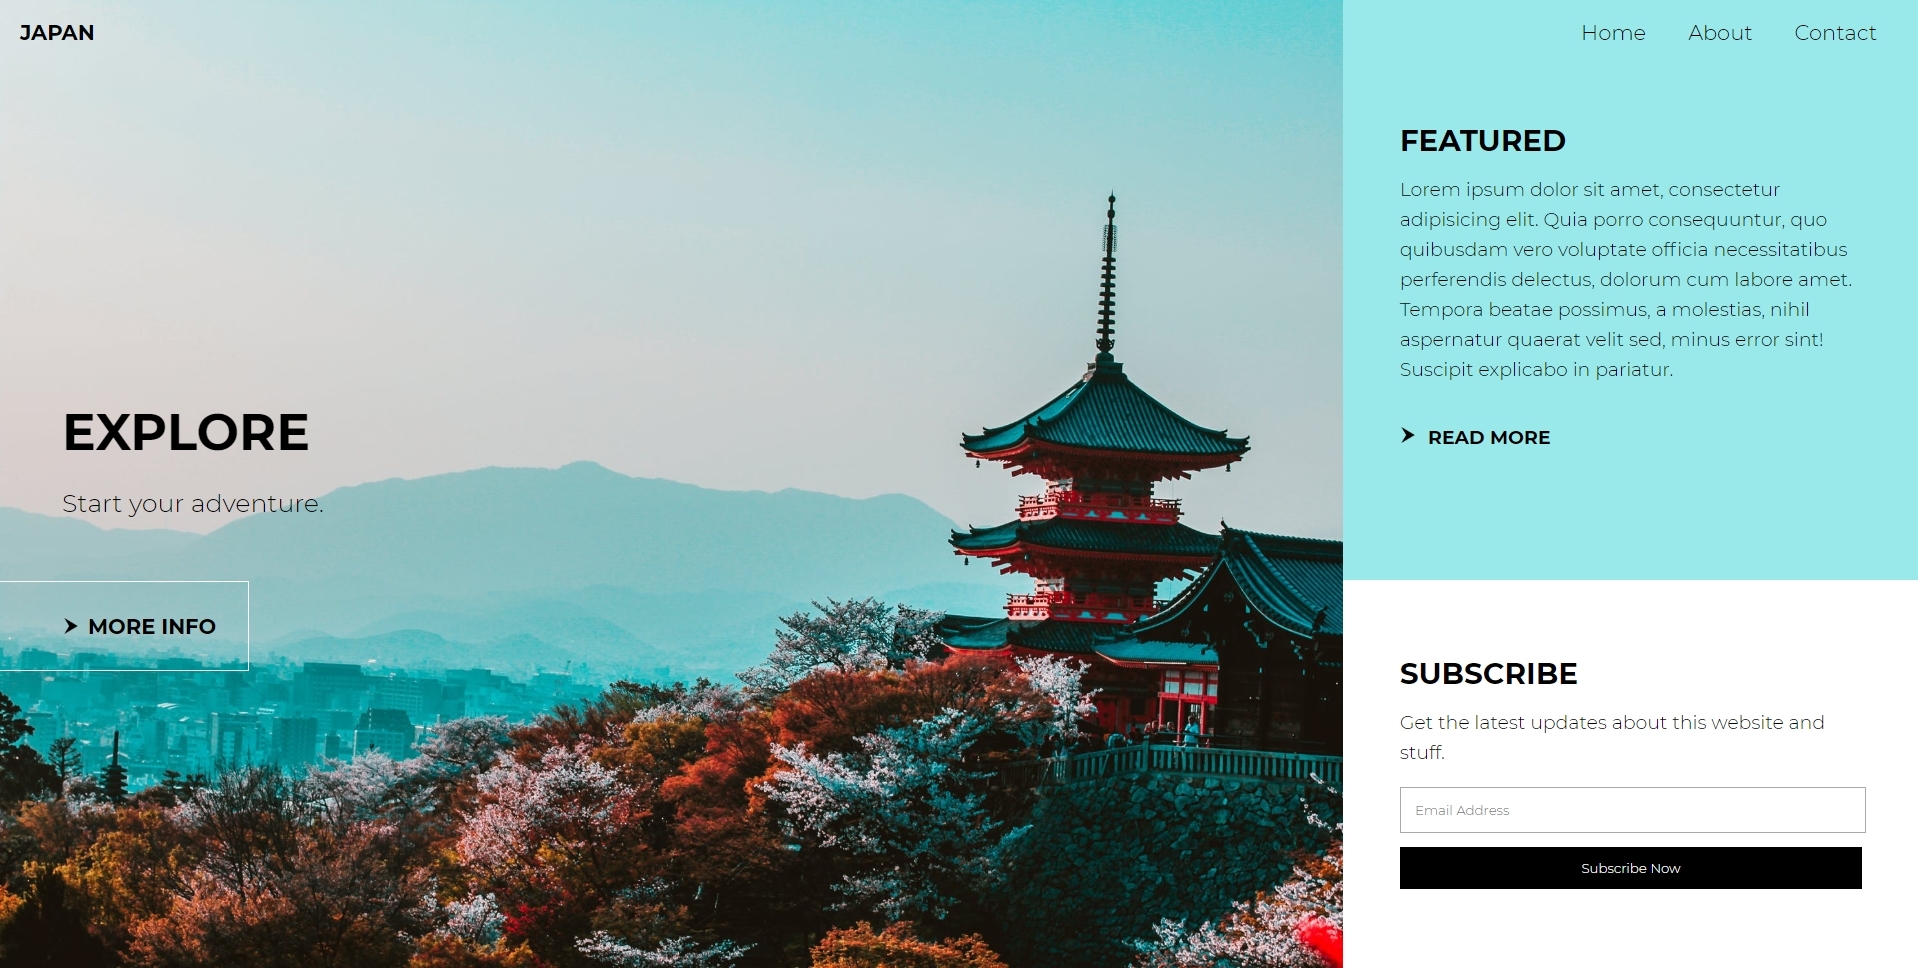 JAPAN
Home About Contact
EXPLORE
Start your adventure.
MORE INFO
FEATURED
Lorem ipsum dolor sit amet, consectetur
adipisicing elit. Quia porro consequuntur, quo
quibusdam vero voluptate officia necessitatibus
perferendis delectus, dolorum cum labore amet.
Tempora beatae possimus, a molestias, nihil
aspernatur quaerat velit sed, minus error sint!
Suscipit explicabo in pariatur.
READ MORE
SUBSCRIBE
Get the latest updates about this website and
stuff.
Email Address
Subscribe Now